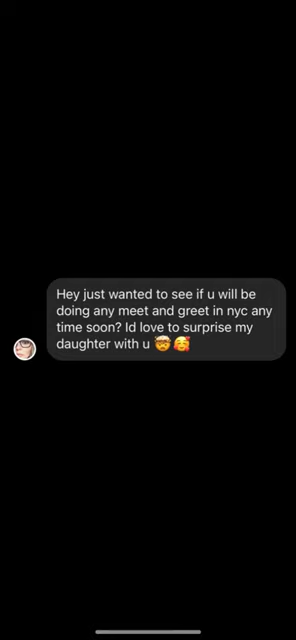 Hey just wanted to see if u will be
doing any meet and greet in nyc any
time soon? Id love to surprise my
daughter with u 🤯🥰